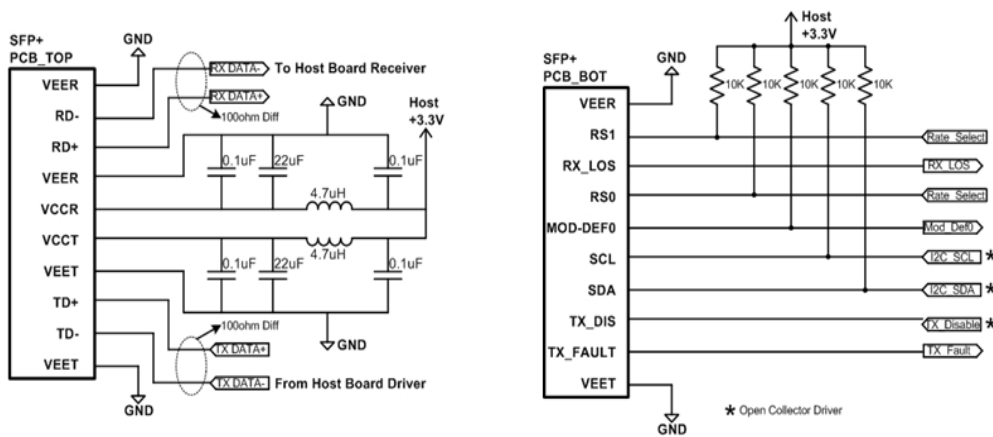 SFP+
PCB_TOP
GND
VEER
RD-
RD+
VEER
VCCR
VCCT
VEET
TD+
TD-
VEET
GND
RX DATA-
To Host Board Receiver
RX DATA+
100ohm Diff
GND
Host
+3.3V
0.1uF
22uF
0.1uF
4.7uH
4.7uH
0.1uF
22uF
0.1uF
100ohm Diff
GND
TX DATA+
TX DATA-
From Host Board Driver
Host
+3.3V
SFP+
PCB_BOT
GND
10K
10K
10K
10K
10K
VEER
RS1
RX_LOS
RS0
MOD-DEF0
SCL
SDA
TX_DIS
TX_FAULT
VEET
GND
Rate_Select
RX_LOS
Rate_Select
Mod_Def0
I2C_SCL *
I2C_SDA *
TX_Disable *
TX_Fault
* Open Collector Driver